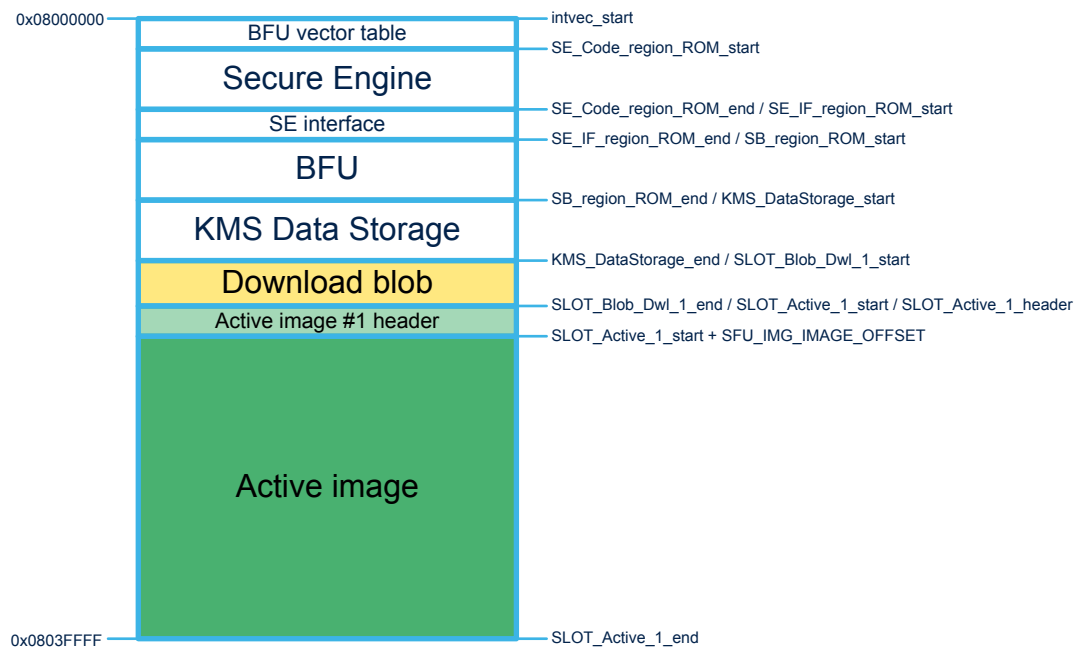 0x08000000
intvec_start
BFU vector table
SE_Code_region_ROM_start
Secure Engine
SE_Code_region_ROM_end / SE_IF_region_ROM_start
SE interface
SE_IF_region_ROM_end / SB_region_ROM_start
BFU
SB_region_ROM_end / KMS_DataStorage_start
KMS Data Storage
KMS_DataStorage_end / SLOT_Blob_Dwl_1_start
Download blob
SLOT_Blob_Dwl_1_end / SLOT_Active_1_start / SLOT_Active_1_header
Active image #1 header
SLOT_Active_1_start + SFU_IMG_IMAGE_OFFSET
Active image
0x0803FFFF
SLOT_Active_1_end